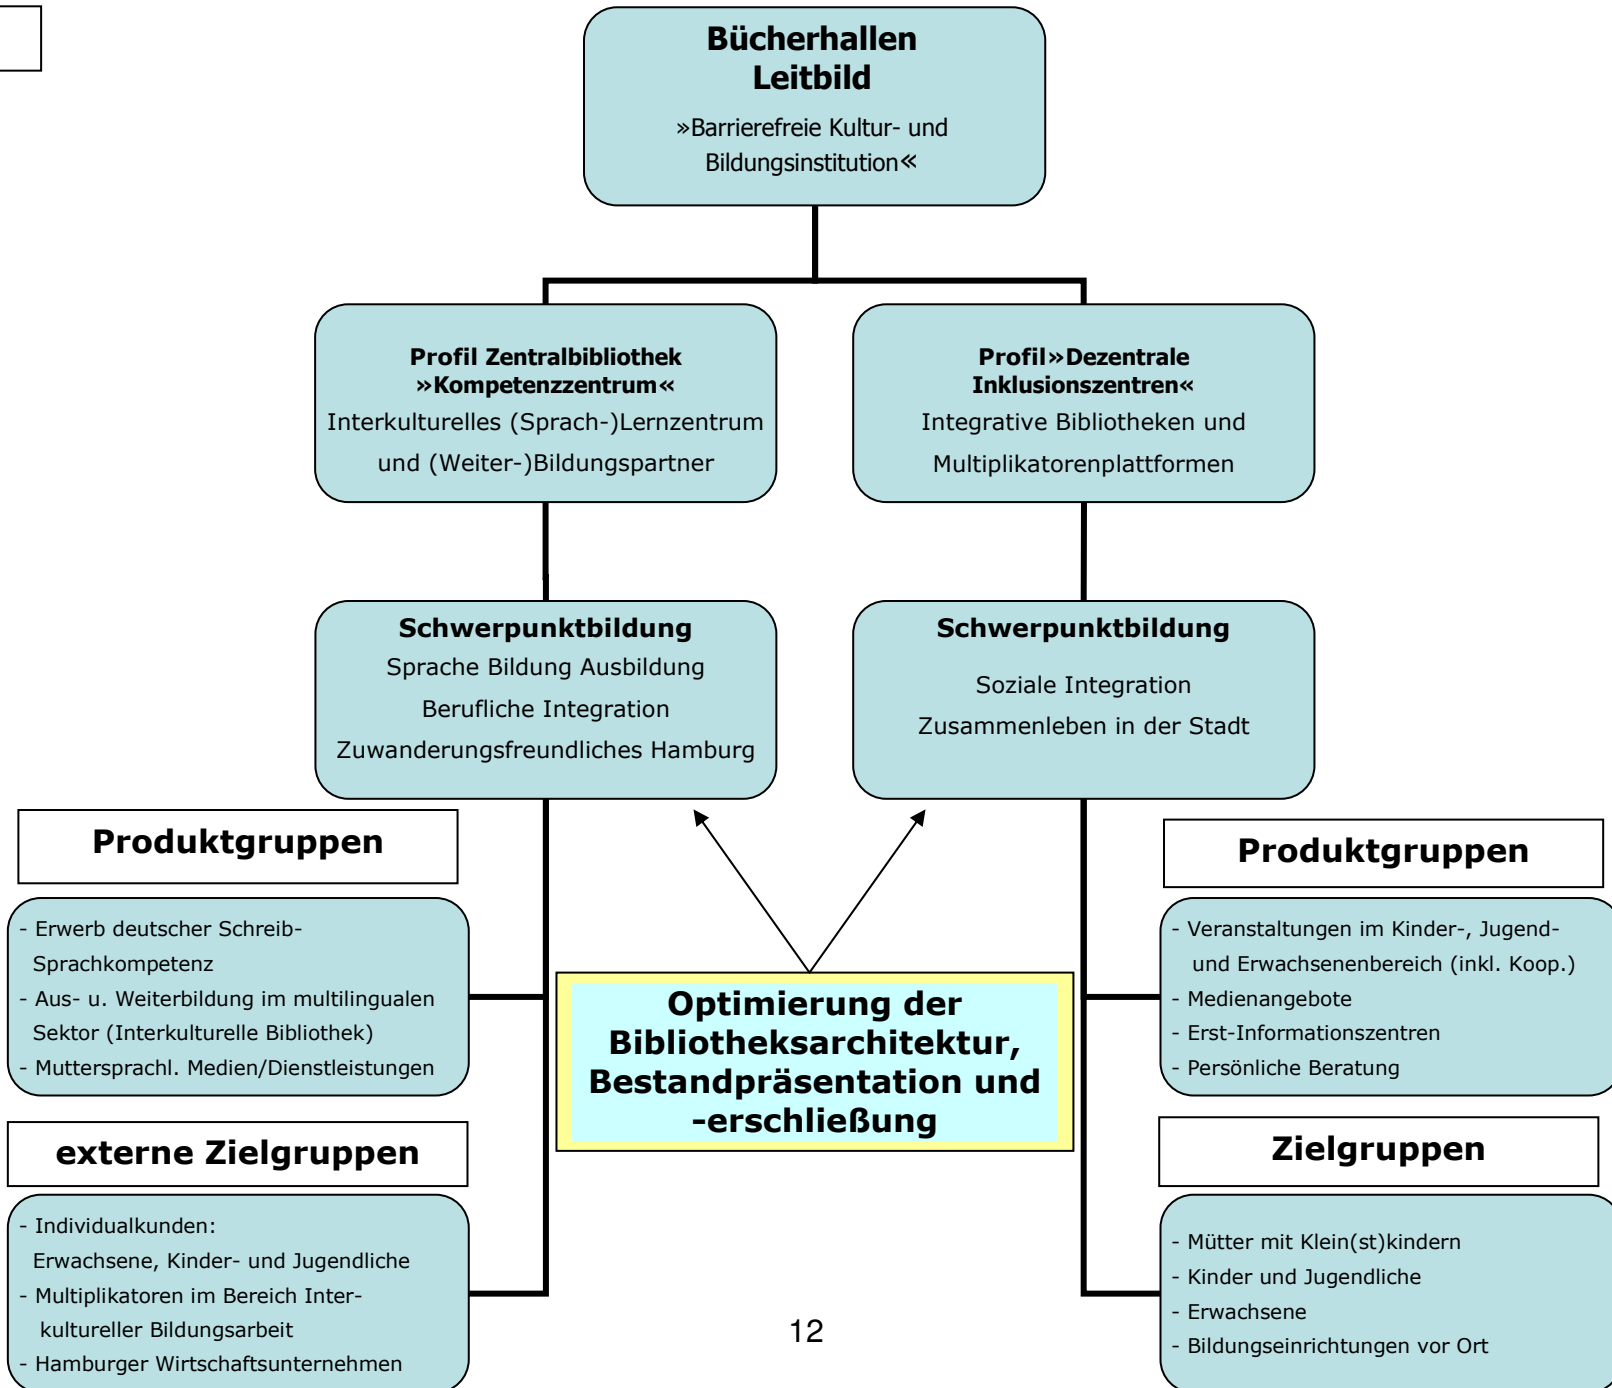 Bücherhallen
Leitbild
»Barrierefreie Kultur- und
Bildungsinstitution«
Profil Zentralbibliothek
»Kompetenzzentrum«
Interkulturelles (Sprach-)Lernzentrum
und (Weiter-)Bildungspartner
Profil»Dezentrale
Inklusionszentren«
Integrative Bibliotheken und
Multiplikatorenplattformen
Schwerpunktbildung
Sprache Bildung Ausbildung
Berufliche Integration
Zuwanderungsfreundliches Hamburg
Schwerpunktbildung
Soziale Integration
Zusammenleben in der Stadt
Produktgruppen
- Erwerb deutscher Schreib-
Sprachkompetenz
- Aus- u. Weiterbildung im multilingualen
Sektor (Interkulturelle Bibliothek)
- Muttersprachl. Medien/Dienstleistungen
externe Zielgruppen
- Individualkunden:
Erwachsene, Kinder- und Jugendliche
- Multiplikatoren im Bereich Inter-
kultureller Bildungsarbeit
- Hamburger Wirtschaftsunternehmen
Optimierung der
Bibliotheksarchitektur,
Bestandpräsentation und
-erschließung
Produktgruppen
- Veranstaltungen im Kinder-, Jugend-
und Erwachsenenbereich (inkl. Koop.)
- Medienangebote
- Erst-Informationszentren
- Persönliche Beratung
Zielgruppen
- Mütter mit Klein(st)kindern
- Kinder und Jugendliche
- Erwachsene
- Bildungseinrichtungen vor Ort
12